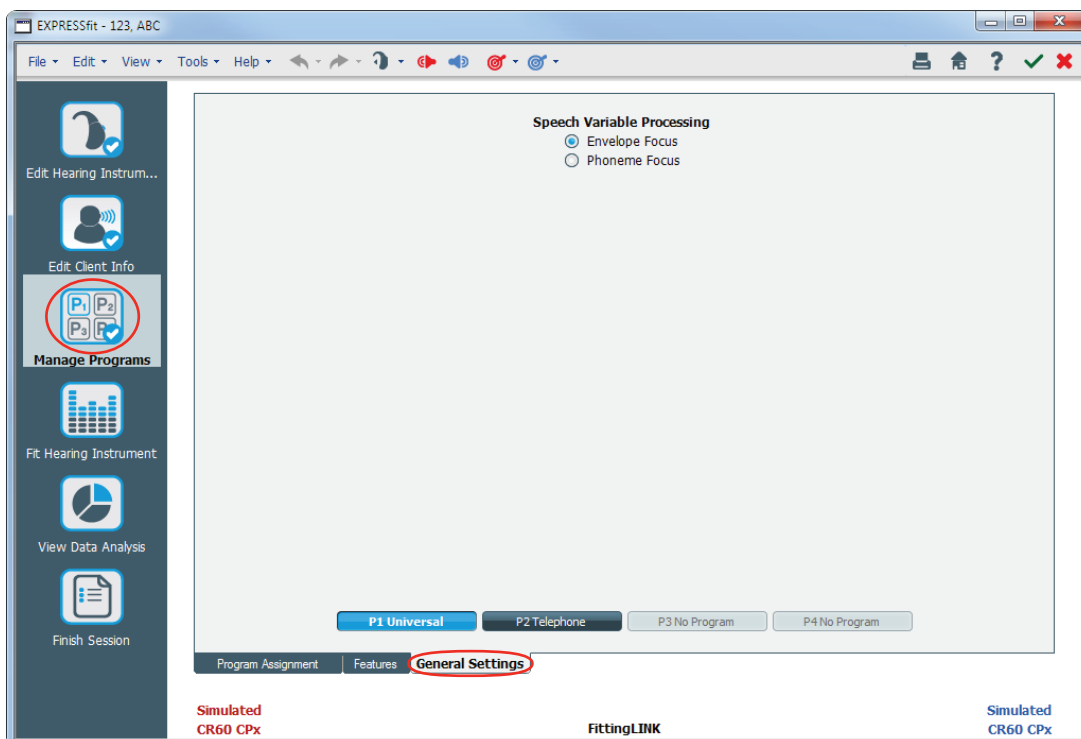 EXPRESSfit - 123, ABC
File Edit View Tools Help
Speech Variable Processing
Envelope Focus
Phoneme Focus
Edit Hearing Instrum...
Edit Client Info
P1 P2
P3 P
Manage Programs
Fit Hearing Instrument
View Data Analysis
Finish Session
P1 Universal P2 Telephone P3 No Program P4 No Program
Program Assignment Features General Settings
Simulated Simulated
CR60 CPx FittingLINK CR60 CPx